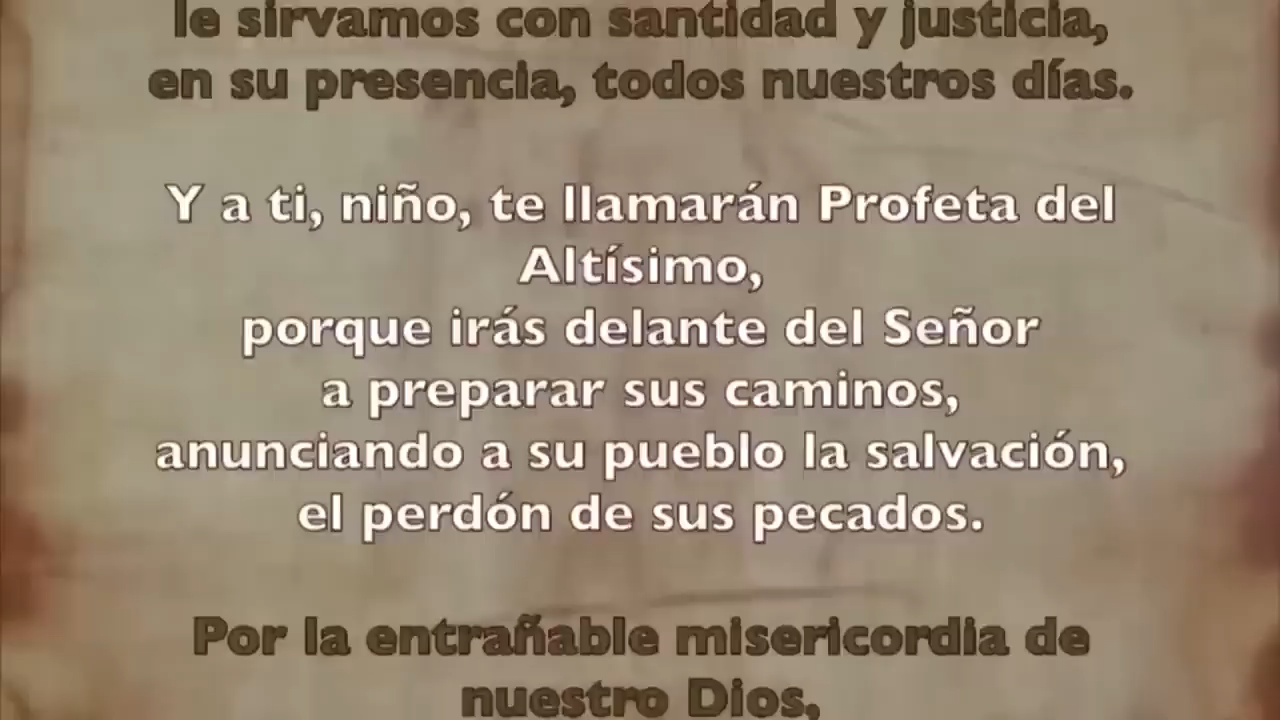 le sirvamos con santidad y justicia,
en su presencia, todos nuestros días.
Y a ti, niño, te llamarán Profeta del
Altísimo,
porque irás delante del Señor
a preparar sus caminos,
anunciando a su pueblo la salvación,
el perdón de sus pecados.
Por la entrañable misericordia de
nuestro Dios,